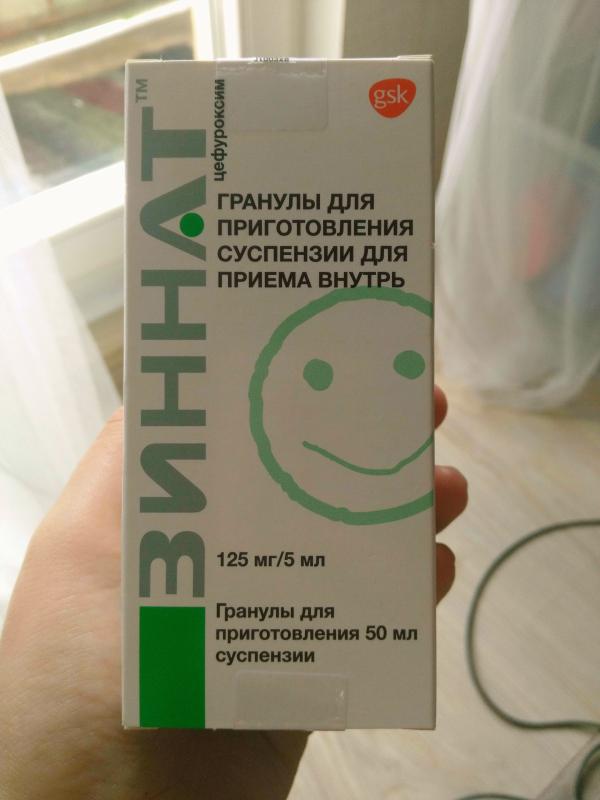 gsk
ЗИННАТ™
цефуроксим
ГРАНУЛЫ ДЛЯ
ПРИГОТОВЛЕНИЯ
СУСПЕНЗИИ ДЛЯ
ПРИЕМА ВНУТРЬ
125 мг/5 мл
Гранулы для
приготовления 50 мл
суспензии